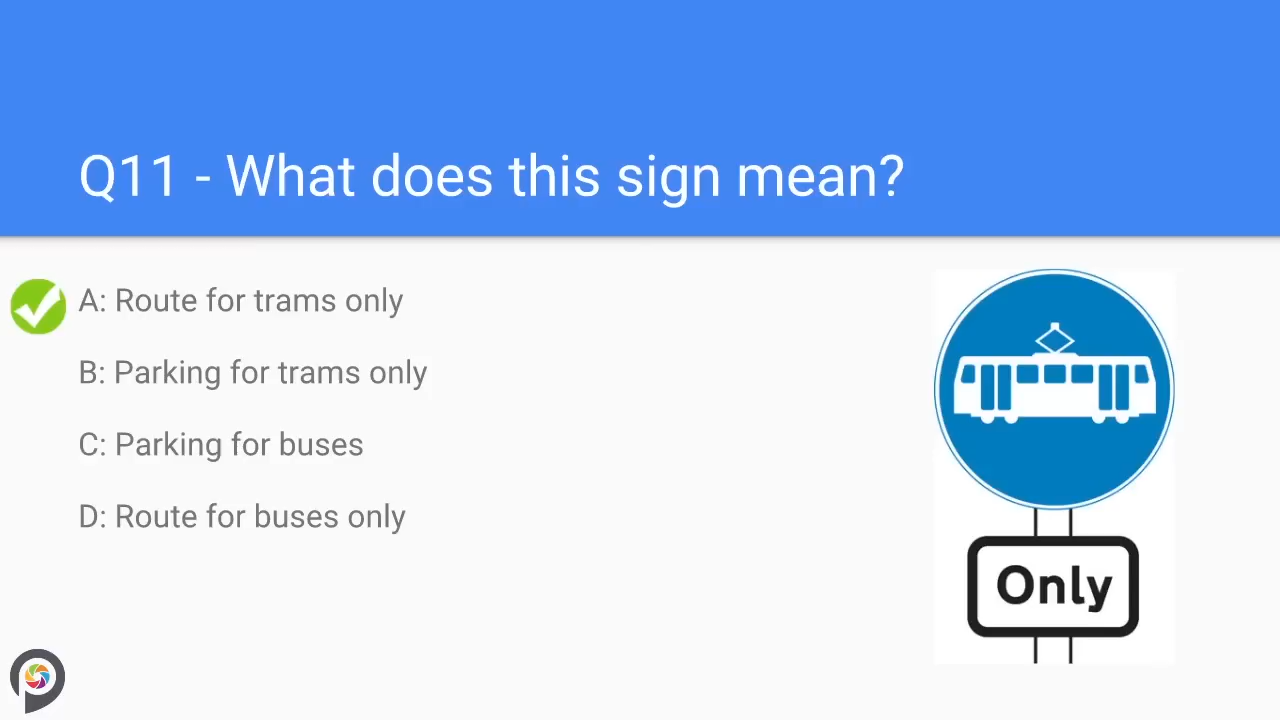 Q11 - What does this sign mean?
A: Route for trams only
B: Parking for trams only
C: Parking for buses
D: Route for buses only
Only